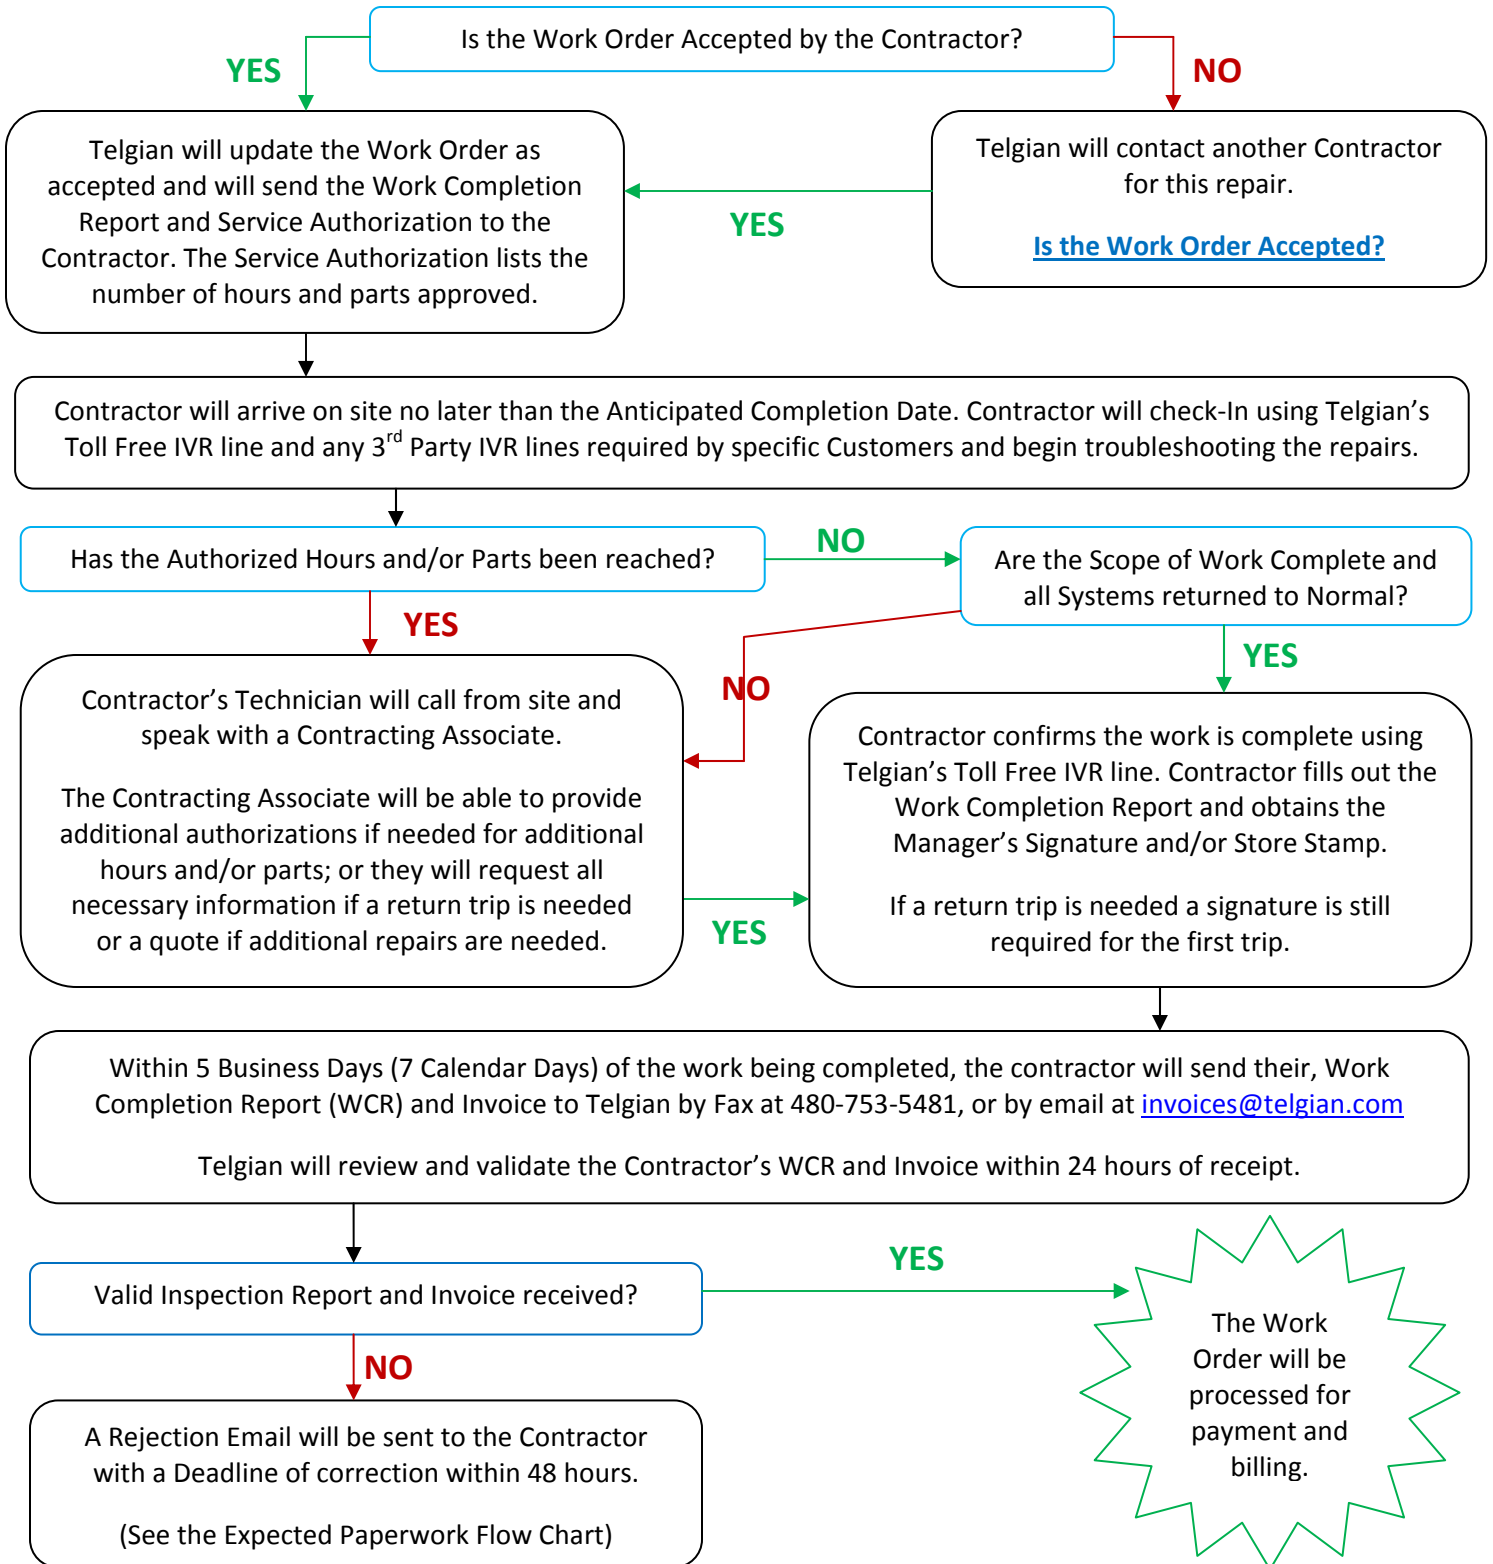 Is the Work Order Accepted by the Contractor?
YES
NO
Telgian will update the Work Order as
accepted and will send the Work Completion
Report and Service Authorization to the
Contractor. The Service Authorization lists the
number of hours and parts approved.
YES
Telgian will contact another Contractor
for this repair.
Is the Work Order Accepted?
Contractor will arrive on site no later than the Anticipated Completion Date. Contractor will check-In using Telgian’s
Toll Free IVR line and any 3rd Party IVR lines required by specific Customers and begin troubleshooting the repairs.
Has the Authorized Hours and/or Parts been reached?
NO
Are the Scope of Work Complete and
all Systems returned to Normal?
YES
NO
YES
Contractor’s Technician will call from site and
speak with a Contracting Associate.
The Contracting Associate will be able to provide
additional authorizations if needed for additional
hours and/or parts; or they will request all
necessary information if a return trip is needed
or a quote if additional repairs are needed.
YES
Contractor confirms the work is complete using
Telgian’s Toll Free IVR line. Contractor fills out the
Work Completion Report and obtains the
Manager’s Signature and/or Store Stamp.
If a return trip is needed a signature is still
required for the first trip.
Within 5 Business Days (7 Calendar Days) of the work being completed, the contractor will send their, Work
Completion Report (WCR) and Invoice to Telgian by Fax at 480-753-5481, or by email at invoices@telgian.com
Telgian will review and validate the Contractor’s WCR and Invoice within 24 hours of receipt.
Valid Inspection Report and Invoice received?
YES
NO
The Work
Order will be
processed for
payment and
billing.
A Rejection Email will be sent to the Contractor
with a Deadline of correction within 48 hours.
(See the Expected Paperwork Flow Chart)